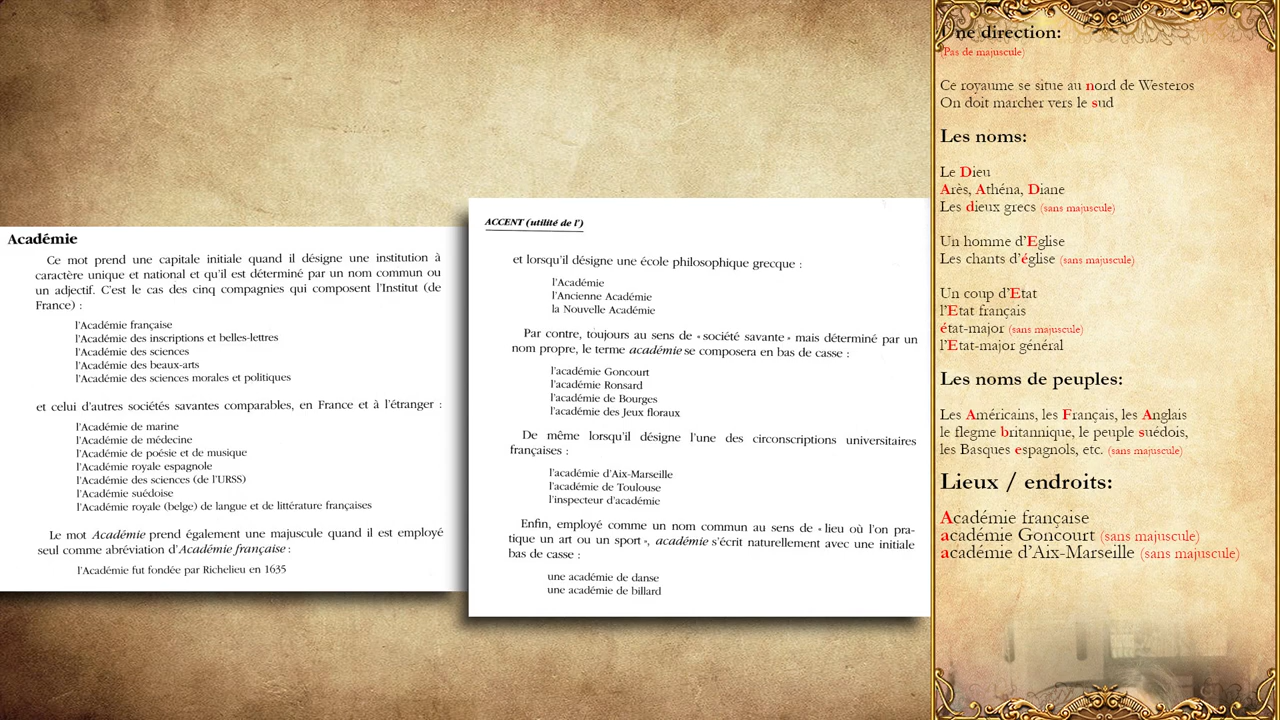 Académie
Ce mot prend une capitale initiale quand il désigne une institution à
caractère unique et national et qu'il est déterminé par un nom commun ou
un adjectif. C'est le cas des cinq compagnies qui composent l'Institut (de
France) :
l'Académie française
l'Académie des inscriptions et belles-lettres
l'Académie des sciences
l'Académie des beaux-arts
l'Académie des sciences morales et politiques
et celui d'autres sociétés savantes comparables, en France et à l'étranger :
l'Académie de marine
l'Académie de médecine
l'Académie de poésie et de musique
l'Académie royale espagnole
l'Académie des sciences (de l'URSS)
l'Académie suédoise
l'Académie royale (belge) de langue et de littérature françaises
Le mot Académie prend également une majuscule quand il est employé
seul comme abréviation d'Académie française :
l'Académie fut fondée par Richelieu en 1635
ACCENT (utilité de l')
et lorsqu'il désigne une école philosophique grecque :
l'Académie
l'Ancienne Académie
la Nouvelle Académie
Par contre, toujours au sens de « société savante » mais déterminé par un
nom propre, le terme académie se composera en bas de casse :
l'académie Goncourt
l'académie Ronsard
l'académie de Bourges
l'académie des Jeux floraux
De même lorsqu'il désigne l'une des circonscriptions universitaires
françaises :
l'académie d'Aix-Marseille
l'académie de Toulouse
l'inspecteur d'académie
Enfin, employé comme un nom commun au sens de « lieu où l'on pra-
tique un art ou un sport », académie s'écrit naturellement avec une initiale
bas de casse :
une académie de danse
une académie de billard
Une direction:
(Pas de majuscule)
Ce royaume se situe au nord de Westeros
On doit marcher vers le sud
Les noms:
Le Dieu
Arès, Athéna, Diane
Les dieux grecs (sans majuscule)
Un homme d'Eglise
Les chants d'église (sans majuscule)
Un coup d'Etat
l'Etat français
état-major (sans majuscule)
l'Etat-major général
Les noms de peuples:
Les Américains, les Français, les Anglais
le flegme britannique, le peuple suédois,
les Basques espagnols, etc. (sans majuscule)
Lieux / endroits:
Académie française
académie Goncourt (sans majuscule)
académie d'Aix-Marseille (sans majuscule)